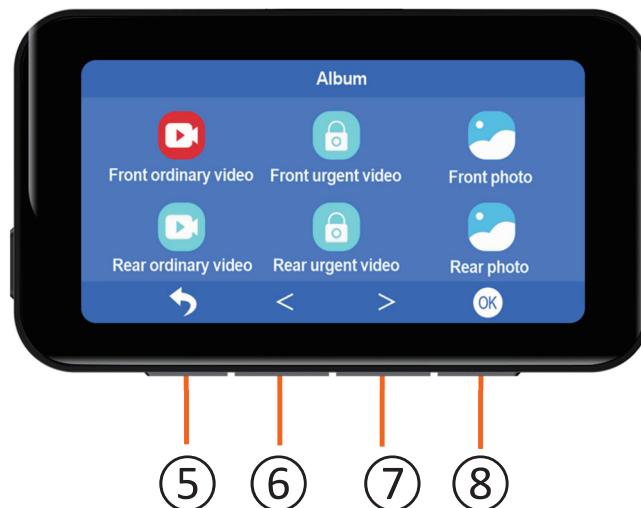 Album
Front ordinary video Front urgent video Front photo
Rear ordinary video Rear urgent video Rear photo
< > OK
⑤ ⑥ ⑦ ⑧